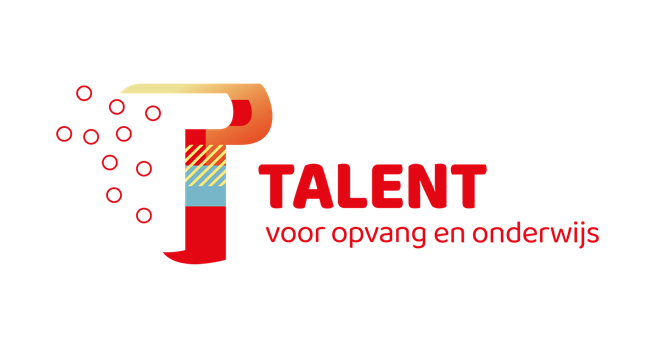 TALENT
voor opvang en onderwijs